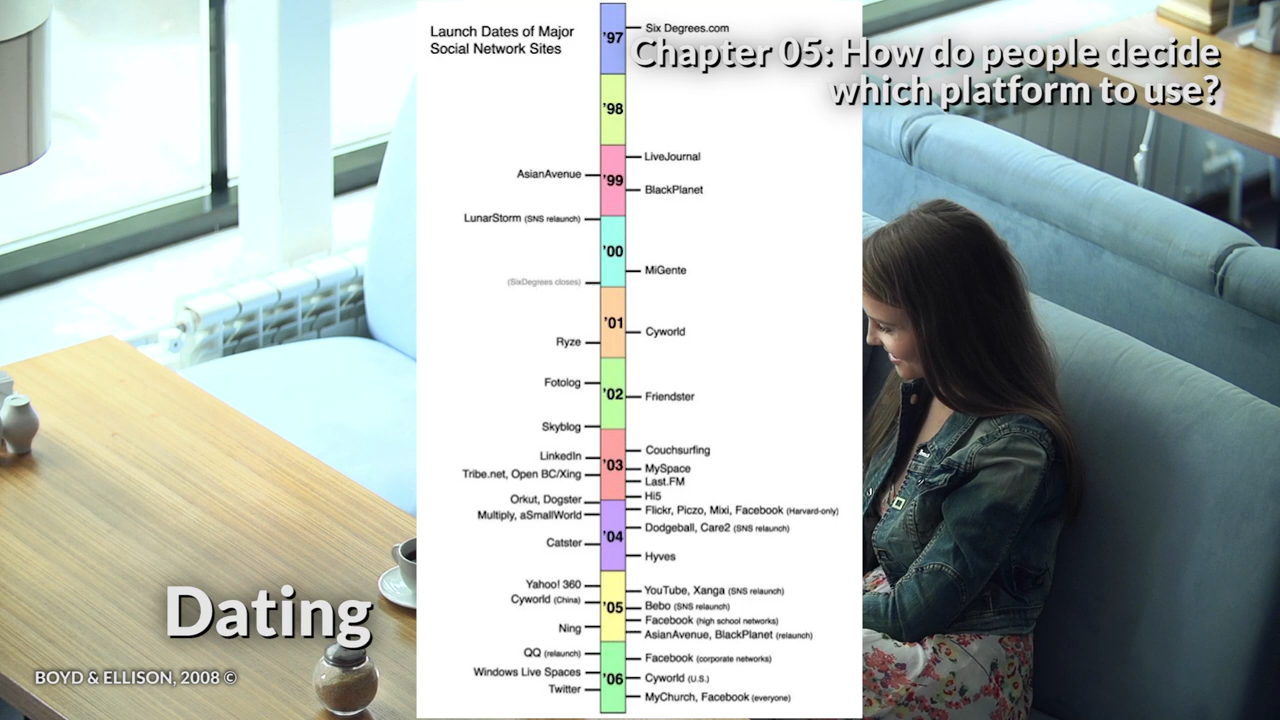 Launch Dates of Major
Social Network Sites
Chapter 05: How do people decide
which platform to use?
'97
Six Degrees.com
'98
LiveJournal
AsianAvenue
'99
BlackPlanet
LunarStorm (SNS relaunch)
'00
MiGente
(SixDegrees closes)
'01
Cyworld
Ryze
Fotolog
'02
Friendster
Skyblog
Couchsurfing
LinkedIn
'03
MySpace
Tribe.net, Open BC/Xing
Last.FM
Hi5
Orkut, Dogster
Flickr, Piczo, Mixi, Facebook (Harvard-only)
Multiply, aSmallWorld
Dodgeball, Care2 (SNS relaunch)
'04
Catster
Hyves
Yahoo! 360
YouTube, Xanga (SNS relaunch)
Cyworld (China)
'05
Bebo (SNS relaunch)
Facebook (high school networks)
Ning
AsianAvenue, BlackPlanet (relaunch)
QQ (relaunch)
Facebook (corporate networks)
Windows Live Spaces
'06
Cyworld (U.S.)
Twitter
MyChurch, Facebook (everyone)
Dating
BOYD & ELLISON, 2008 ©